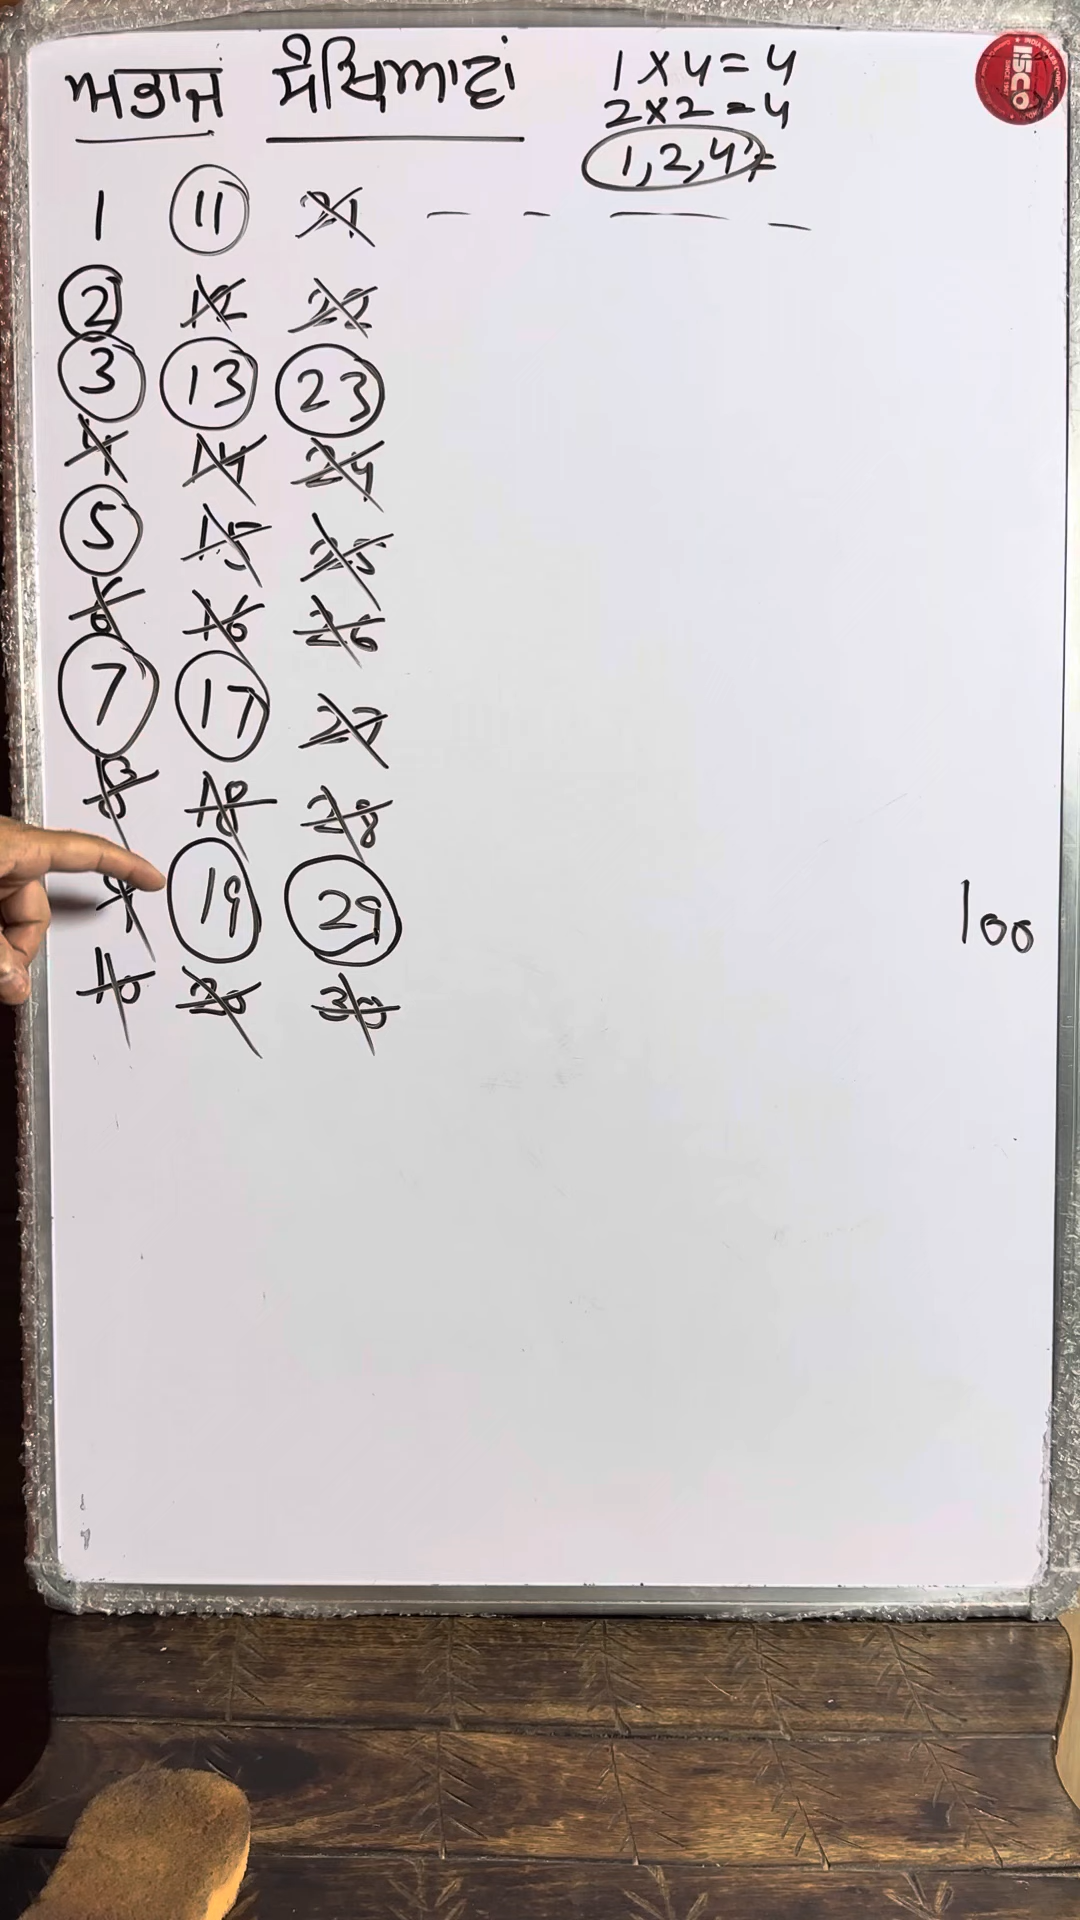 ਅਭਾਜ ਸੰਖਿਆਵਾਂ
1 x 4 = 4
2 x 2 = 4
1, 2, 4 =
1 11 21 — - — -
2 12 22
3 13 23
4 14 24
5 15 25
6 16 26
7 17 27
8 18 28
9 19 29
100
10 20 30
ISCO